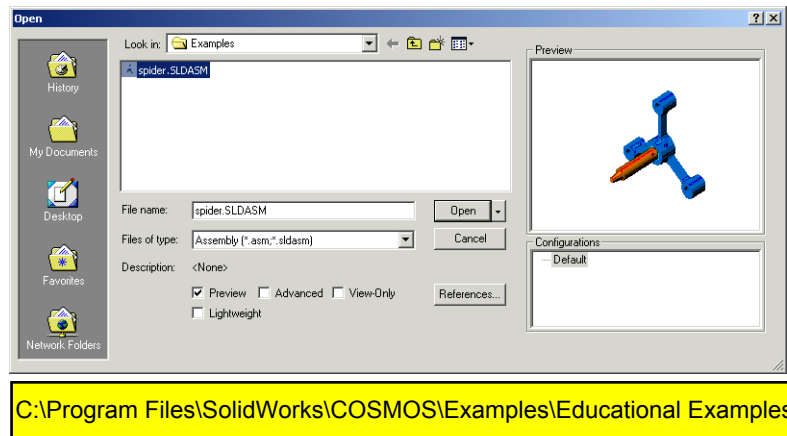 Open
Look in: Examples
Preview
spider.SLDASM
History
My Documents
Desktop
Favorites
Network Folders
File name: spider.SLDASM Open
Files of type: Assembly (*.asm;*.sldasm) Cancel
Description: <None>
Preview Advanced View-Only References...
Lightweight
Configurations
Default
C:\Program Files\SolidWorks\COSMOS\Examples\Educational Examples